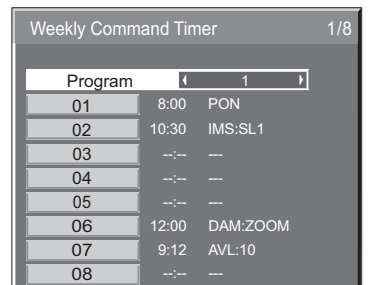 Weekly Command Timer 1/8
Program 1
01 8:00 PON
02 10:30 IMS:SL1
03 --:-- ---
04 --:-- ---
05 --:-- ---
06 12:00 DAM:ZOOM
07 9:12 AVL:10
08 --:-- ---